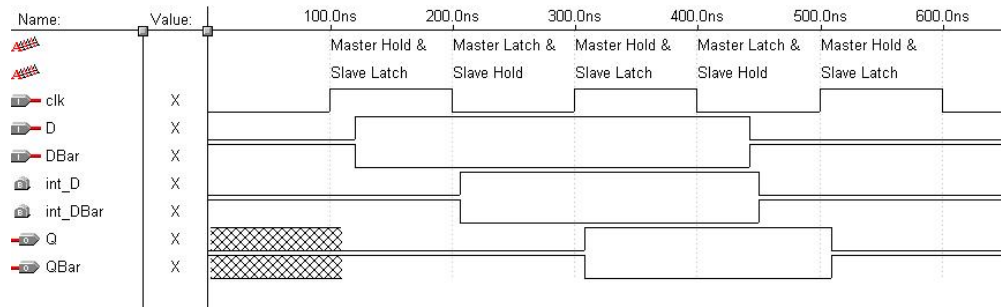 Name: Value: 100.0ns 200.0ns 300.0ns 400.0ns 500.0ns 600.0ns
Master Hold & Master Latch & Master Hold & Master Latch & Master Hold &
Slave Latch Slave Hold Slave Latch Slave Hold Slave Latch
clk X
D X
DBar X
int_D X
int_DBar X
Q X
QBar X